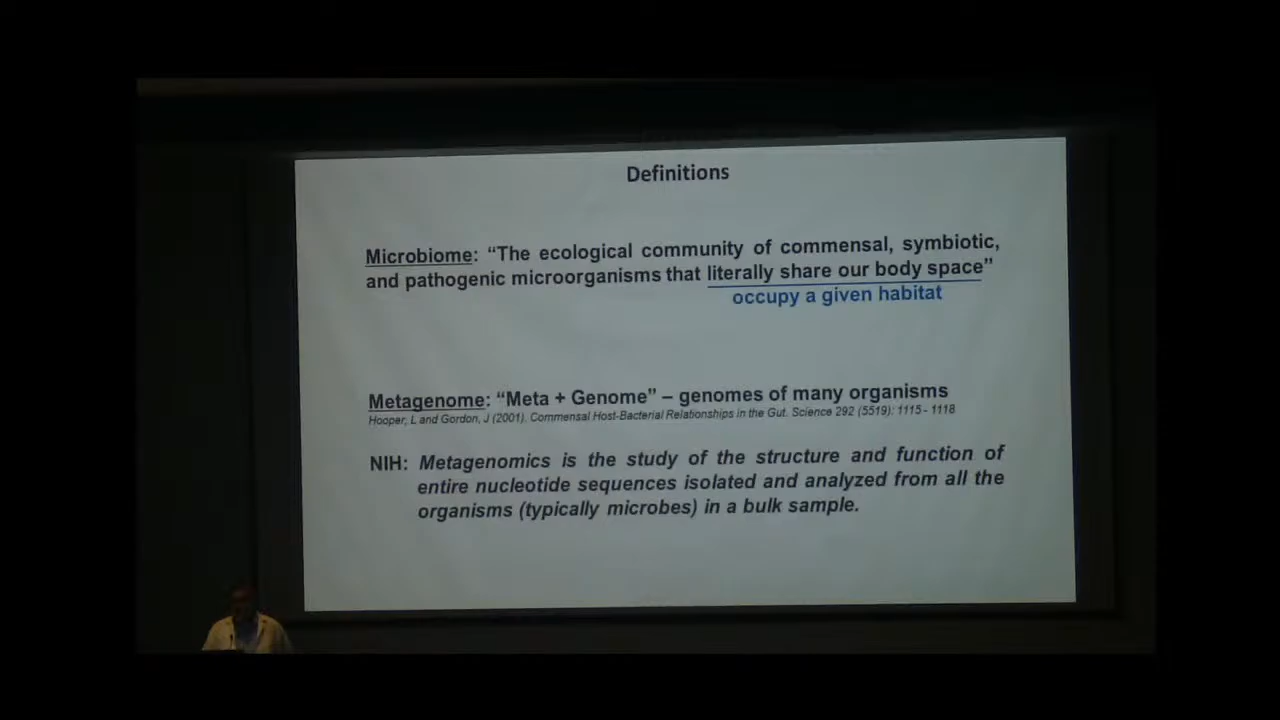 Definitions
Microbiome: “The ecological community of commensal, symbiotic,
and pathogenic microorganisms that literally share our body space”
occupy a given habitat
Metagenome: “Meta + Genome” – genomes of many organisms
Hooper, L and Gordon, J (2001). Commensal Host-Bacterial Relationships in the Gut. Science 292 (5519): 1115 - 1118
NIH: Metagenomics is the study of the structure and function of
entire nucleotide sequences isolated and analyzed from all the
organisms (typically microbes) in a bulk sample.